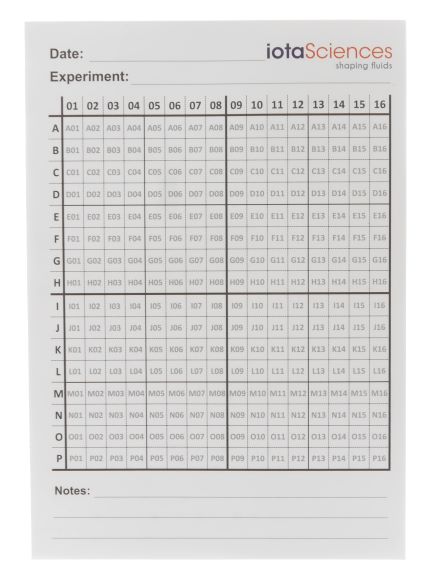 Date:
iotaSciences
shaping fluids
Experiment:
01 02 03 04 05 06 07 08 09 10 11 12 13 14 15 16
A A01 A02 A03 A04 A05 A06 A07 A08 A09 A10 A11 A12 A13 A14 A15 A16
B B01 B02 B03 B04 B05 B06 B07 B08 B09 B10 B11 B12 B13 B14 B15 B16
C C01 C02 C03 C04 C05 C06 C07 C08 C09 C10 C11 C12 C13 C14 C15 C16
D D01 D02 D03 D04 D05 D06 D07 D08 D09 D10 D11 D12 D13 D14 D15 D16
E E01 E02 E03 E04 E05 E06 E07 E08 E09 E10 E11 E12 E13 E14 E15 E16
F F01 F02 F03 F04 F05 F06 F07 F08 F09 F10 F11 F12 F13 F14 F15 F16
G G01 G02 G03 G04 G05 G06 G07 G08 G09 G10 G11 G12 G13 G14 G15 G16
H H01 H02 H03 H04 H05 H06 H07 H08 H09 H10 H11 H12 H13 H14 H15 H16
I I01 I02 I03 I04 I05 I06 I07 I08 I09 I10 I11 I12 I13 I14 I15 I16
J J01 J02 J03 J04 J05 J06 J07 J08 J09 J10 J11 J12 J13 J14 J15 J16
K K01 K02 K03 K04 K05 K06 K07 K08 K09 K10 K11 K12 K13 K14 K15 K16
L L01 L02 L03 L04 L05 L06 L07 L08 L09 L10 L11 L12 L13 L14 L15 L16
M M01 M02 M03 M04 M05 M06 M07 M08 M09 M10 M11 M12 M13 M14 M15 M16
N N01 N02 N03 N04 N05 N06 N07 N08 N09 N10 N11 N12 N13 N14 N15 N16
O O01 O02 O03 O04 O05 O06 O07 O08 O09 O10 O11 O12 O13 O14 O15 O16
P P01 P02 P03 P04 P05 P06 P07 P08 P09 P10 P11 P12 P13 P14 P15 P16
Notes: